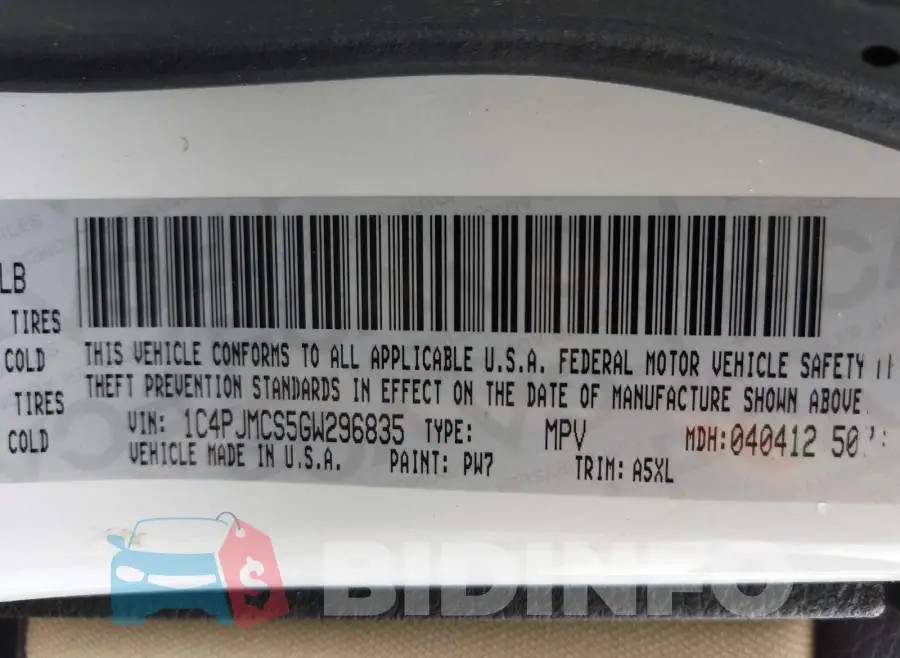 LB
TIRES
COLD
TIRES
COLD
THIS VEHICLE CONFORMS TO ALL APPLICABLE U.S.A. FEDERAL MOTOR VEHICLE SAFETY
THEFT PREVENTION STANDARDS IN EFFECT ON THE DATE OF MANUFACTURE SHOWN ABOVE.
VIN: 1C4PJMCS5GW296835 TYPE: MPV MDH:040412 50
VEHICLE MADE IN U.S.A. PAINT: PW7 TRIM: A5XL
BIDINFO